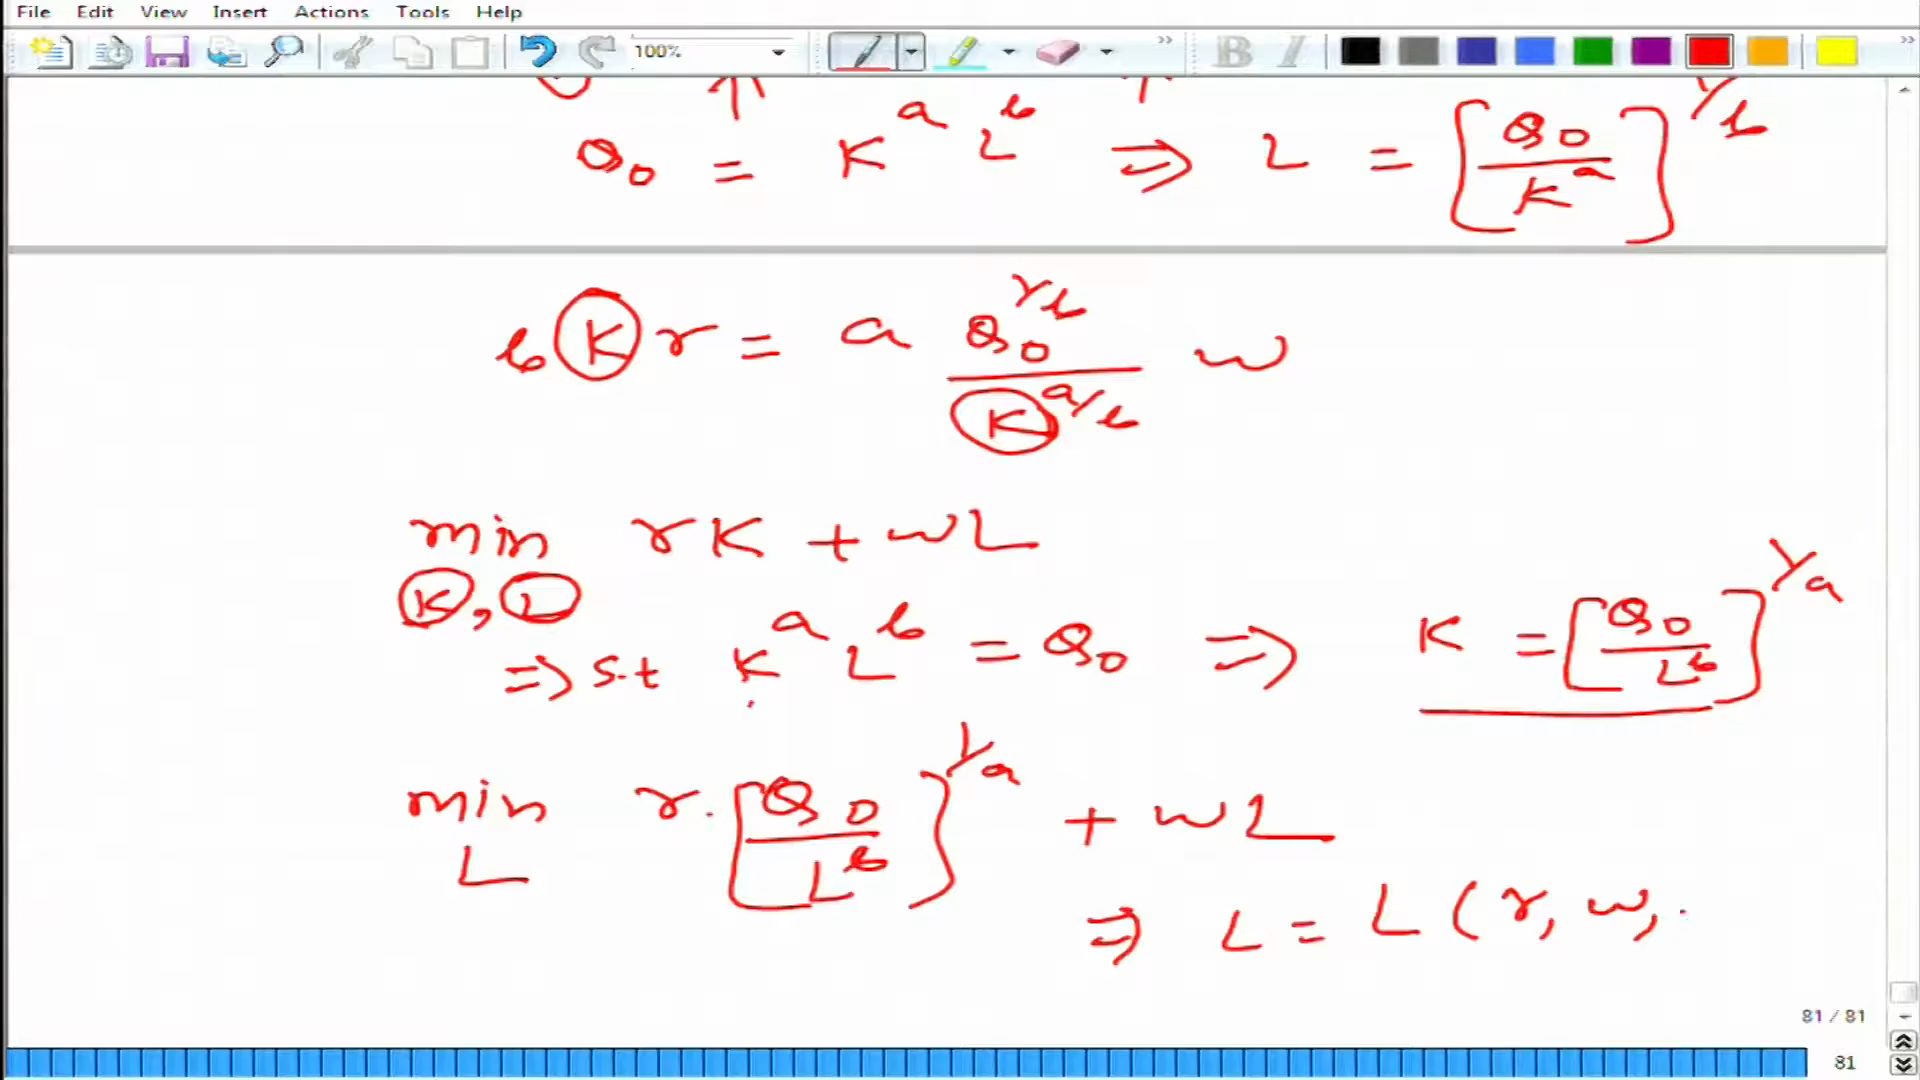 File Edit View Insert Actions Tools Help
100%
Q₀ = K^a L^b ⇒ L = [Q₀ / K^a]^1/b
b K r = a Q₀^1/b / K^a/b w
min rK + wL
K, L
⇒ s.t K^a L^b = Q₀ ⇒ K = [Q₀ / L^b]^1/a
min r. [Q₀ / L^b]^1/a + wL
L
⇒ L = L (r, w,
81 / 81
81